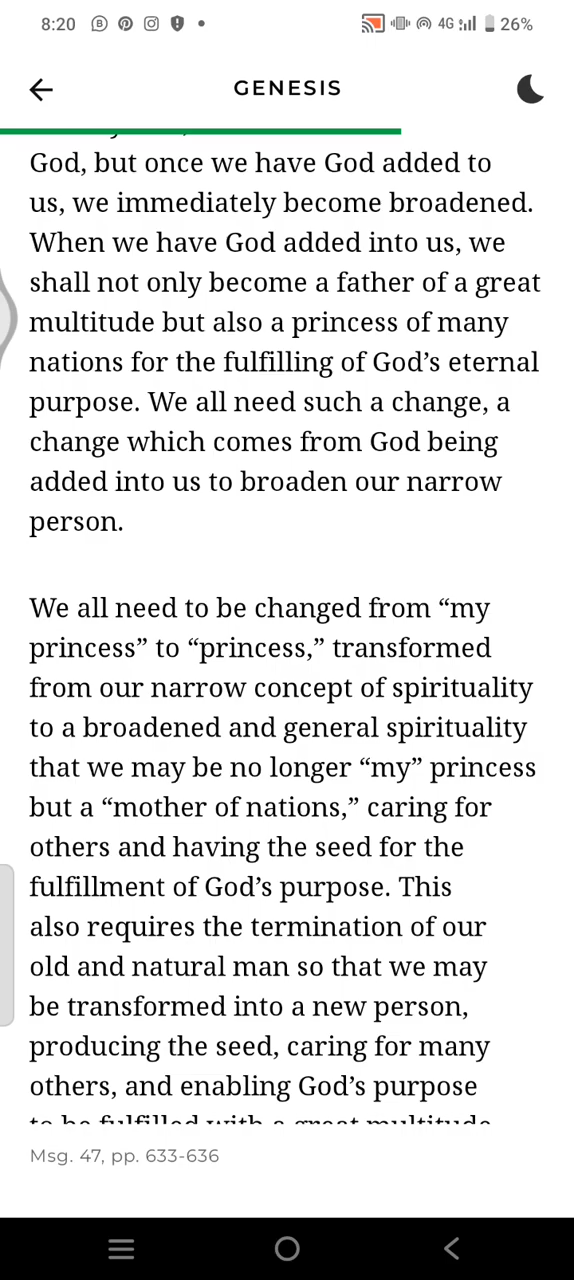 8:20
4G
26%
GENESIS
God, but once we have God added to
us, we immediately become broadened.
When we have God added into us, we
shall not only become a father of a great
multitude but also a princess of many
nations for the fulfilling of God’s eternal
purpose. We all need such a change, a
change which comes from God being
added into us to broaden our narrow
person.
We all need to be changed from “my
princess” to “princess,” transformed
from our narrow concept of spirituality
to a broadened and general spirituality
that we may be no longer “my” princess
but a “mother of nations,” caring for
others and having the seed for the
fulfillment of God’s purpose. This
also requires the termination of our
old and natural man so that we may
be transformed into a new person,
producing the seed, caring for many
others, and enabling God’s purpose
to be fulfilled with a great multitude
Msg. 47, pp. 633-636